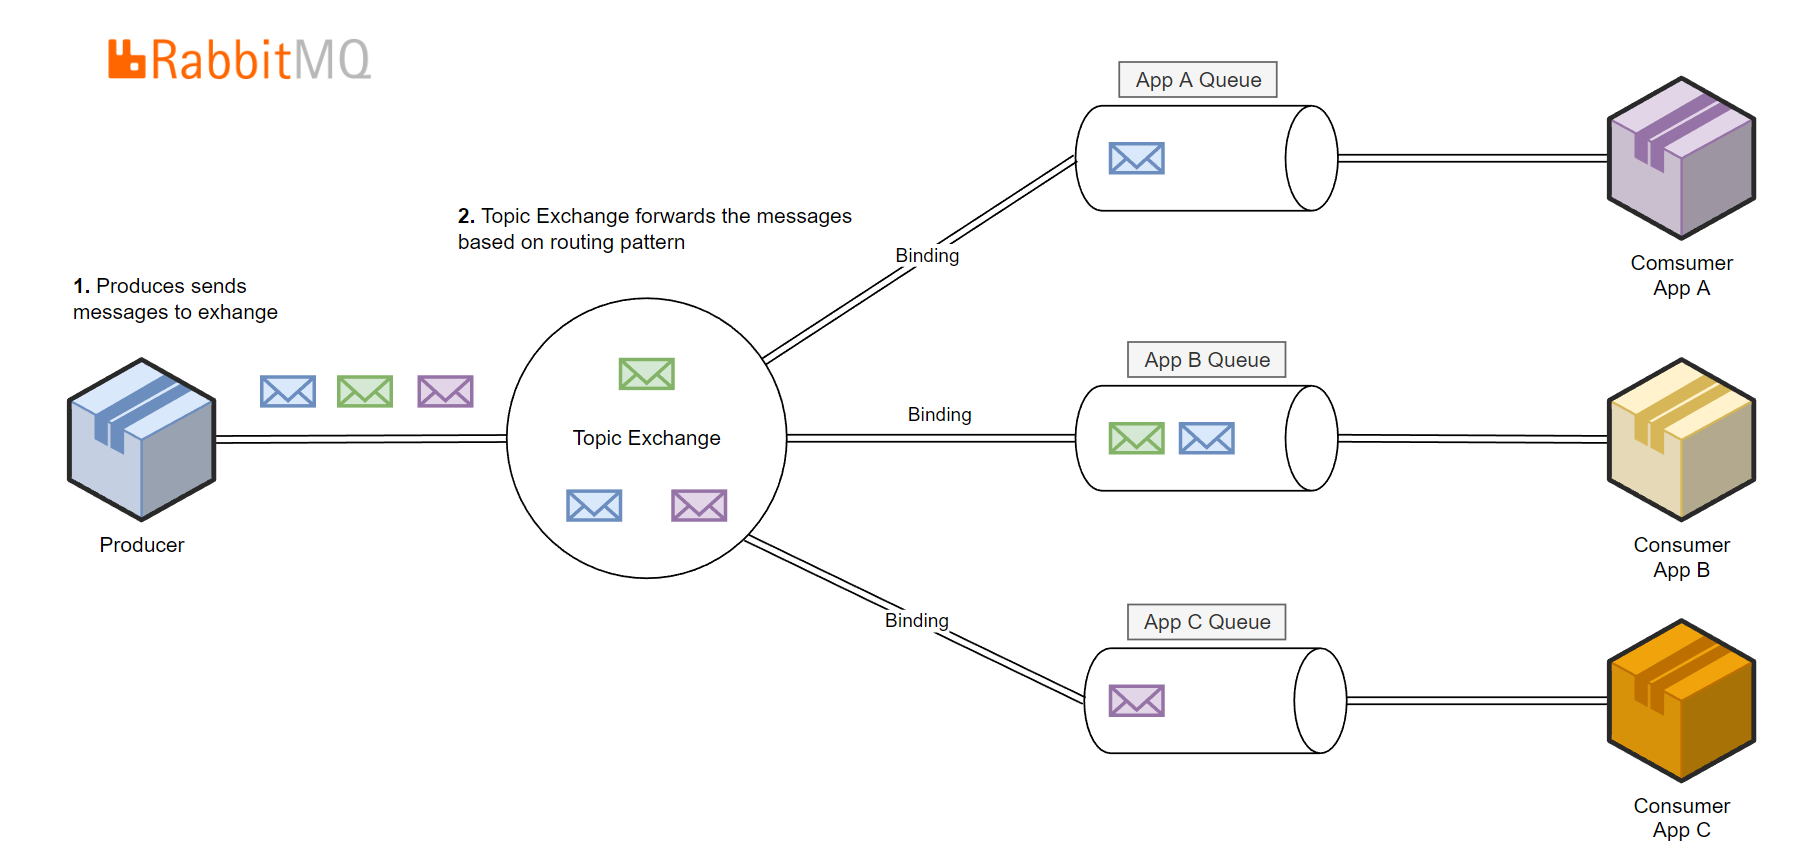 RabbitMQ
App A Queue
2. Topic Exchange forwards the messages
based on routing pattern
Binding
Comsumer
App A
1. Produces sends
messages to exhange
App B Queue
Binding
Topic Exchange
Producer
Consumer
App B
Binding
App C Queue
Consumer
App C